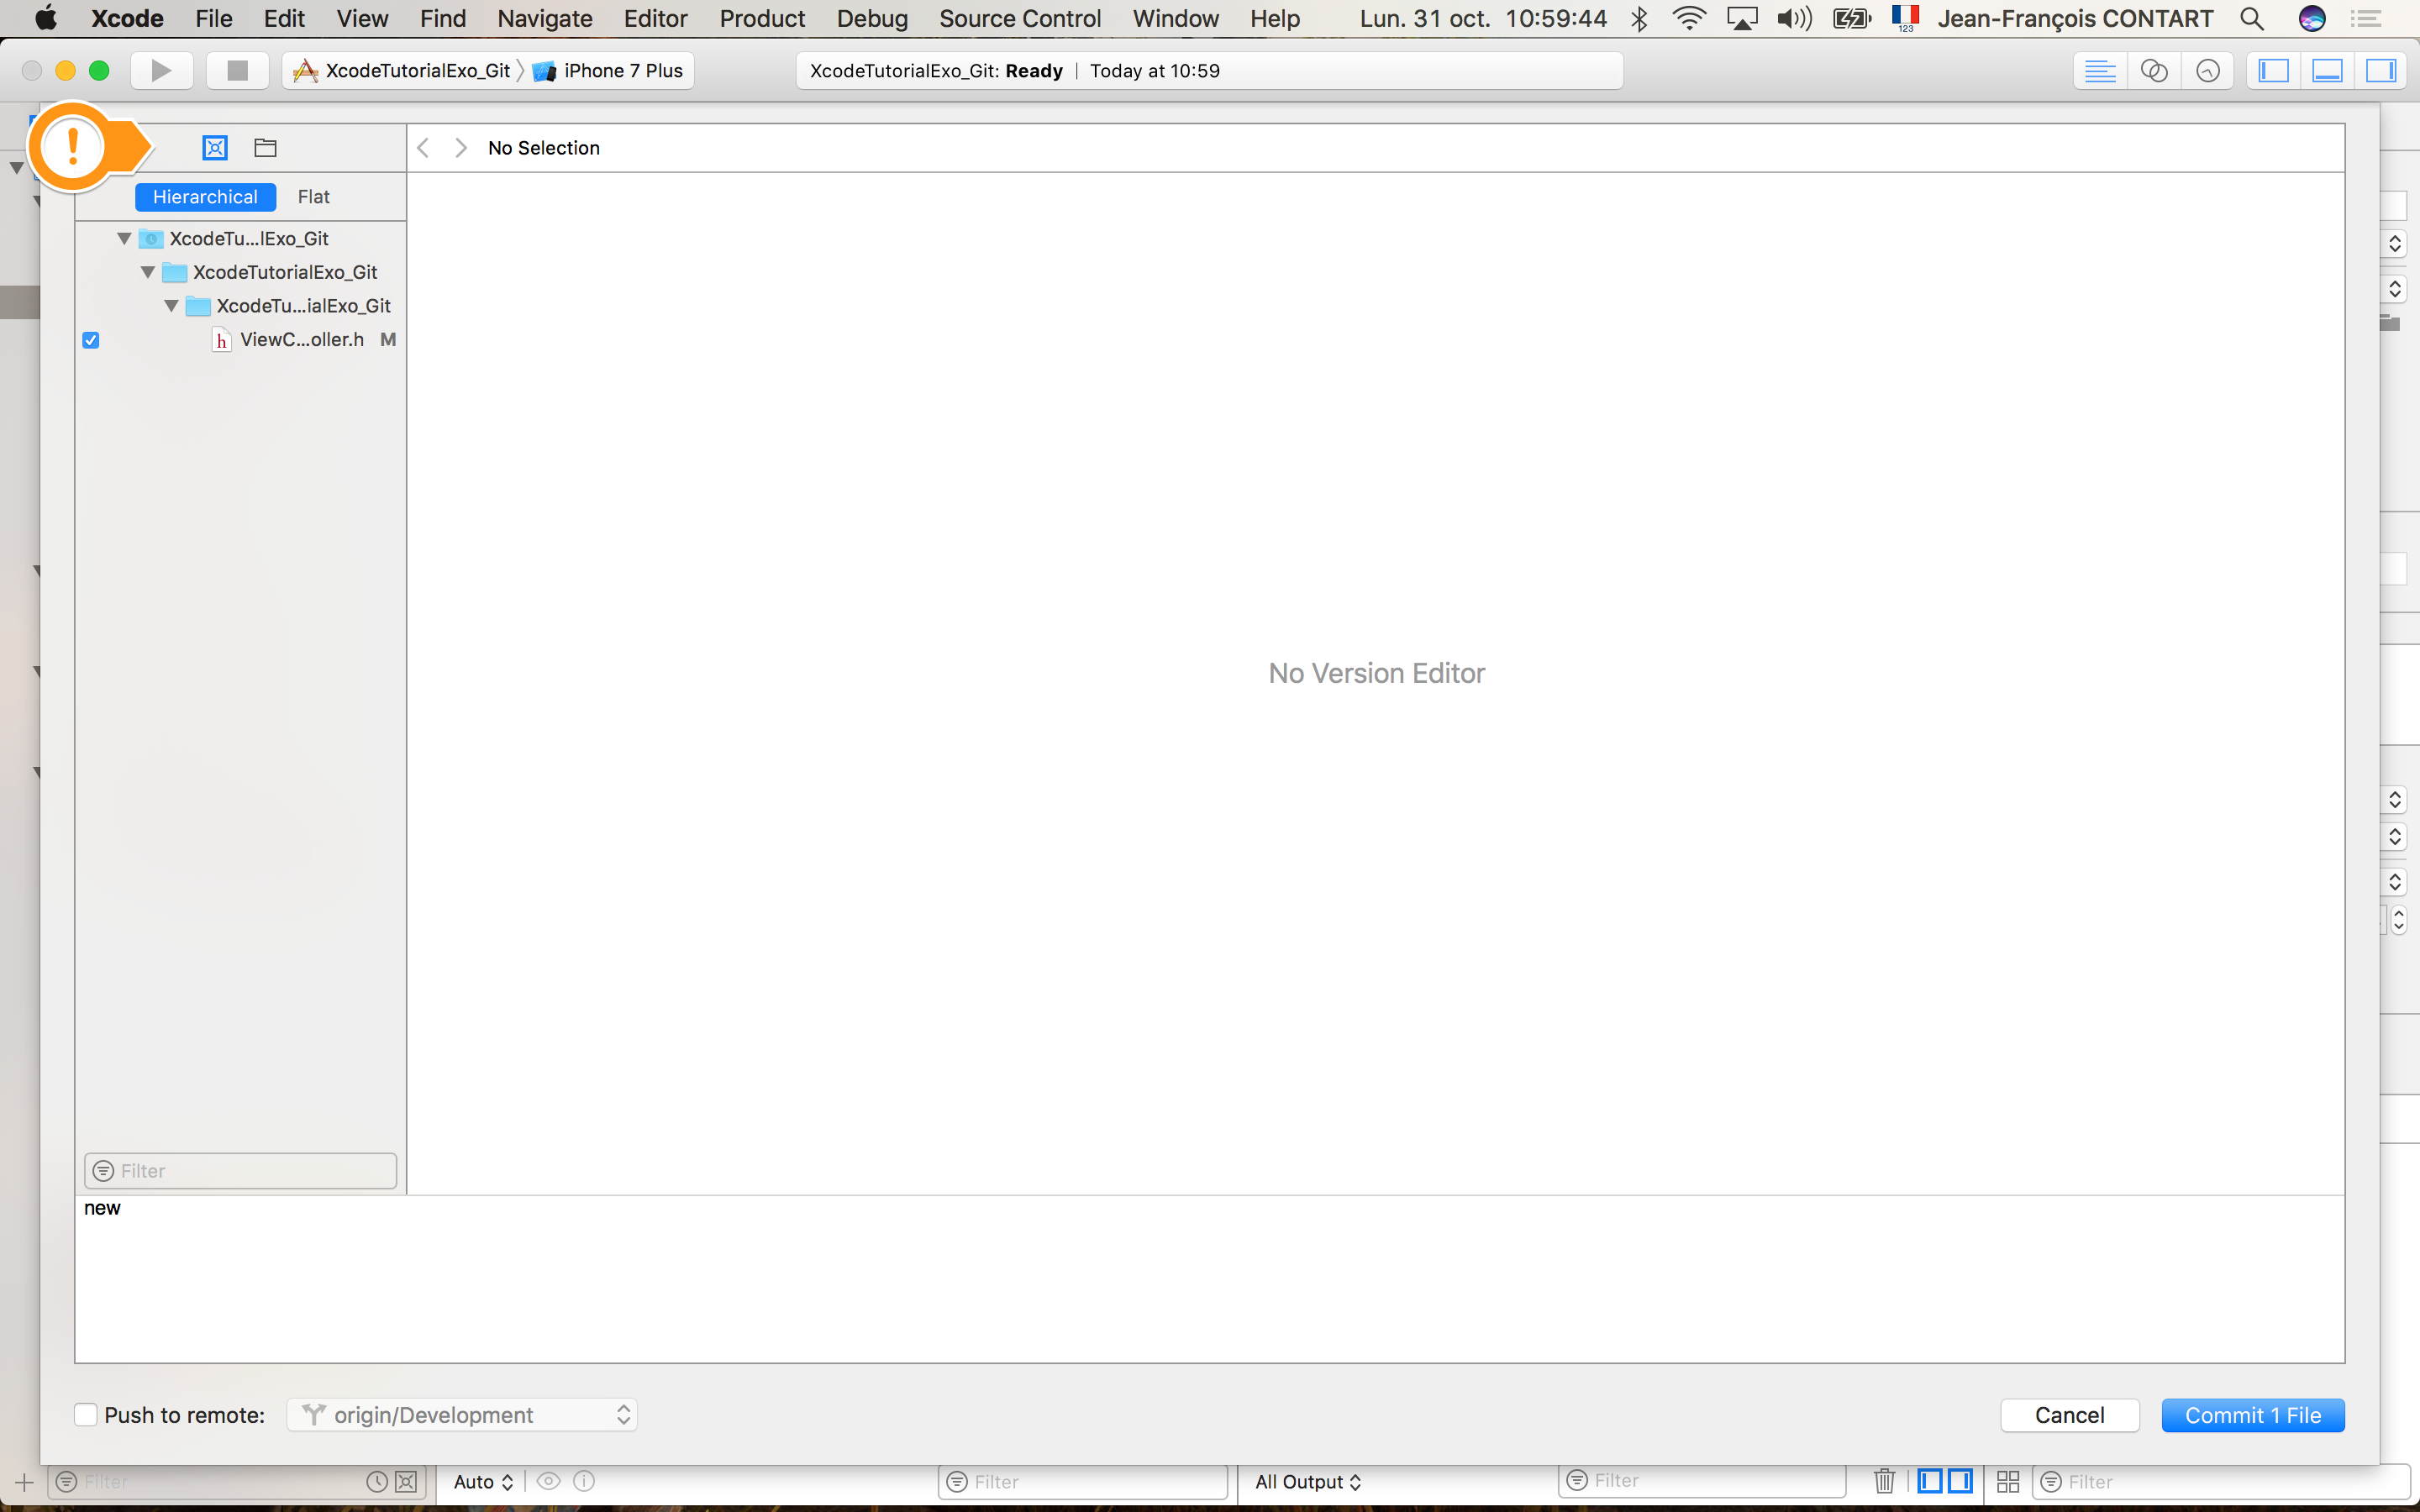 Xcode File Edit View Find Navigate Editor Product Debug Source Control Window Help Lun. 31 oct. 10:59:44 123 Jean-François CONTART
XcodeTutorialExo_Git iPhone 7 Plus XcodeTutorialExo_Git: Ready | Today at 10:59
! No Selection
Hierarchical Flat
XcodeTu...lExo_Git
XcodeTutorialExo_Git
XcodeTu...ialExo_Git
h ViewC...oller.h M
No Version Editor
Filter
new
Push to remote: origin/Development Cancel Commit 1 File
Filter Auto Filter All Output Filter Filter